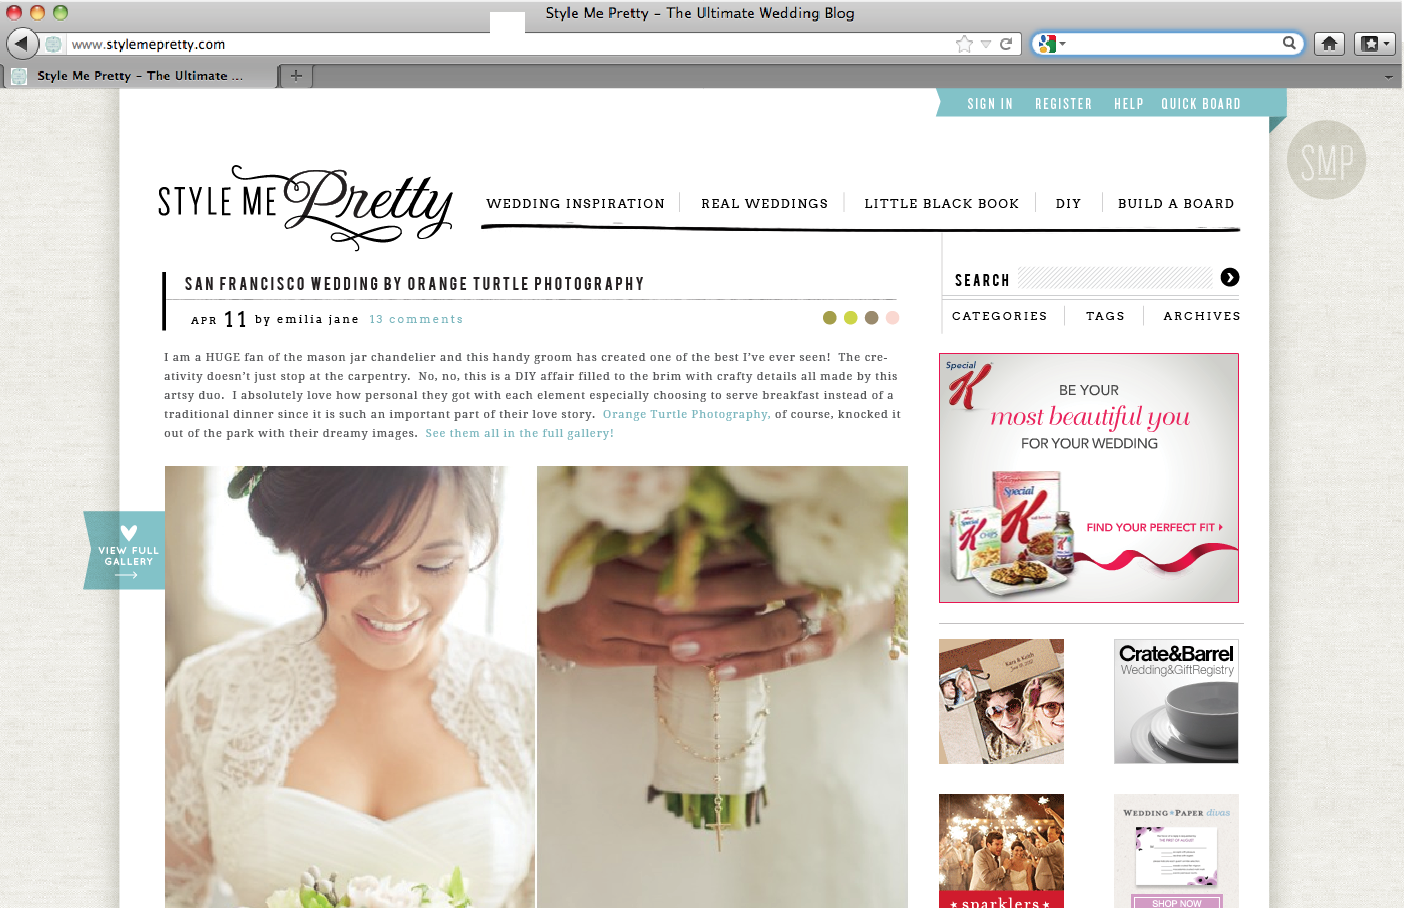 Style Me Pretty – The Ultimate Wedding Blog
www.stylemepretty.com
Style Me Pretty – The Ultimate ...
SIGN IN REGISTER HELP QUICK BOARD
SMP
STYLE ME Pretty
WEDDING INSPIRATION REAL WEDDINGS LITTLE BLACK BOOK DIY BUILD A BOARD
SAN FRANCISCO WEDDING BY ORANGE TURTLE PHOTOGRAPHY
APR 11 by emilia jane 13 comments
SEARCH
CATEGORIES TAGS ARCHIVES
I am a HUGE fan of the mason jar chandelier and this handy groom has created one of the best I've ever seen! The cre-
ativity doesn't just stop at the carpentry. No, no, this is a DIY affair filled to the brim with crafty details all made by this
artsy duo. I absolutely love how personal they got with each element especially choosing to serve breakfast instead of a
traditional dinner since it is such an important part of their love story. Orange Turtle Photography, of course, knocked it
out of the park with their dreamy images. See them all in the full gallery!
VIEW FULL
GALLERY
Special
K
BE YOUR
most beautiful you
FOR YOUR WEDDING
Special
K
FIND YOUR PERFECT FIT
Kara & Keith
Crate&Barrel
Wedding&GiftRegistry
sparklers
WEDDING PAPER divas
SHOP NOW